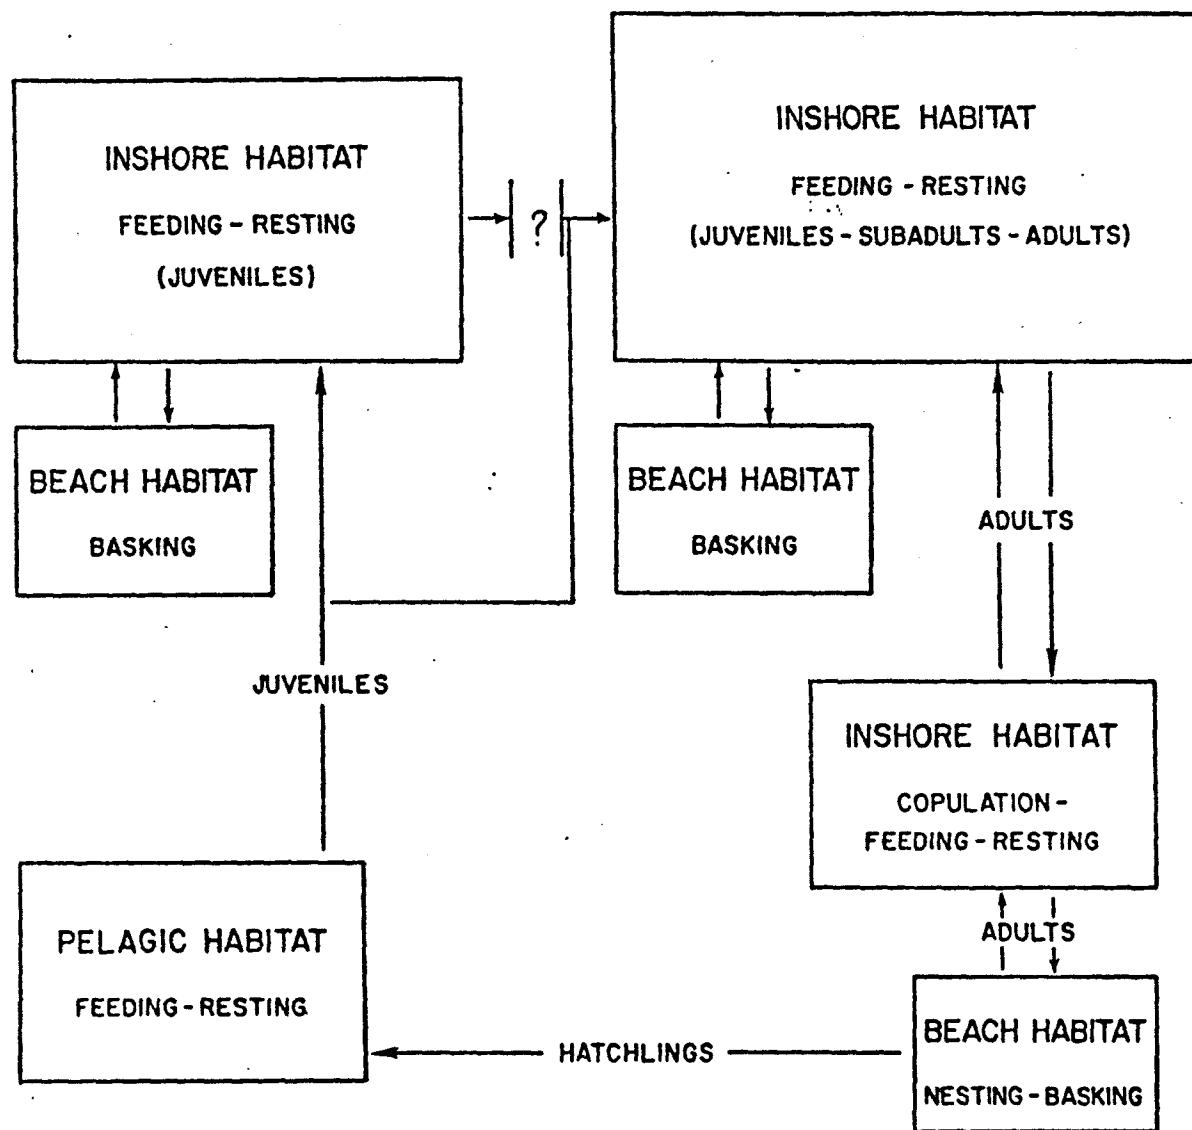 INSHORE HABITAT
FEEDING - RESTING
(JUVENILES)
?
INSHORE HABITAT
FEEDING - RESTING
(JUVENILES - SUBADULTS - ADULTS)
BEACH HABITAT
BASKING
BEACH HABITAT
BASKING
ADULTS
JUVENILES
INSHORE HABITAT
COPULATION -
FEEDING - RESTING
ADULTS
PELAGIC HABITAT
FEEDING - RESTING
HATCHLINGS
BEACH HABITAT
NESTING - BASKING